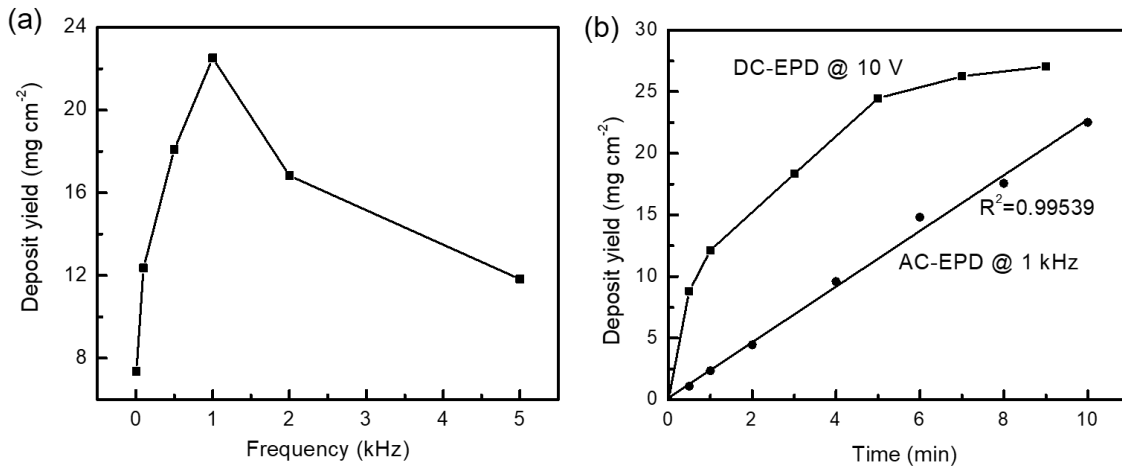 (a)
24
20
16
12
8
Deposit yield (mg cm⁻²)
0 1 2 3 4 5
Frequency (kHz)
(b)
30
25
20
15
10
5
0
Deposit yield (mg cm⁻²)
DC-EPD @ 10 V
R²=0.99539
AC-EPD @ 1 kHz
0 2 4 6 8 10
Time (min)